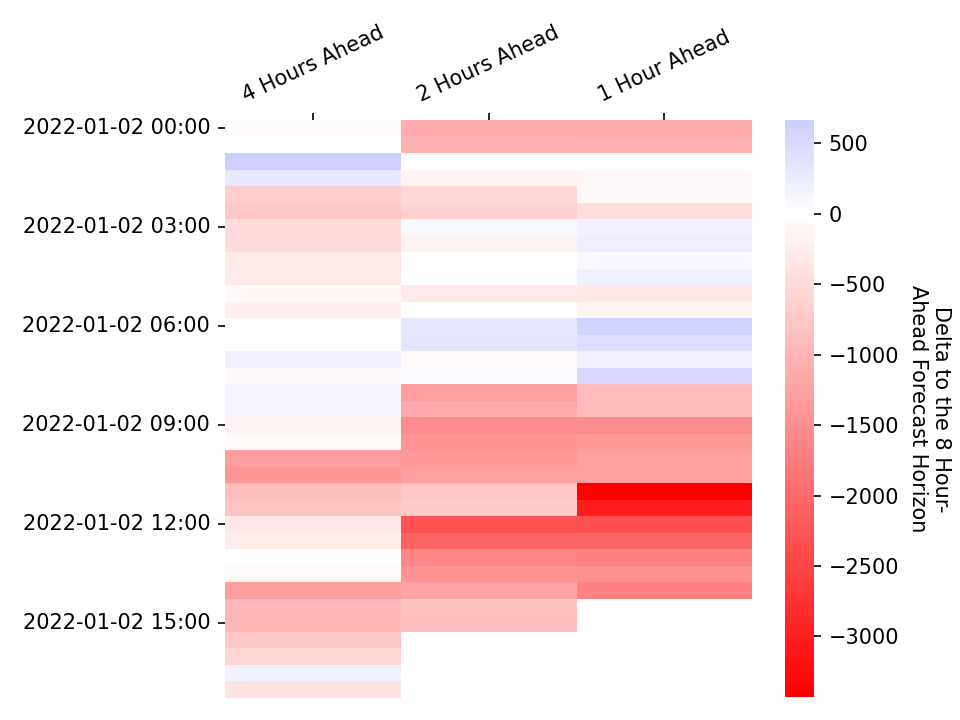 4 Hours Ahead
2 Hours Ahead
1 Hour Ahead
2022-01-02 00:00
2022-01-02 03:00
2022-01-02 06:00
2022-01-02 09:00
2022-01-02 12:00
2022-01-02 15:00
500
0
−500
−1000
−1500
−2000
−2500
−3000
Delta to the 8 Hour-
Ahead Forecast Horizon